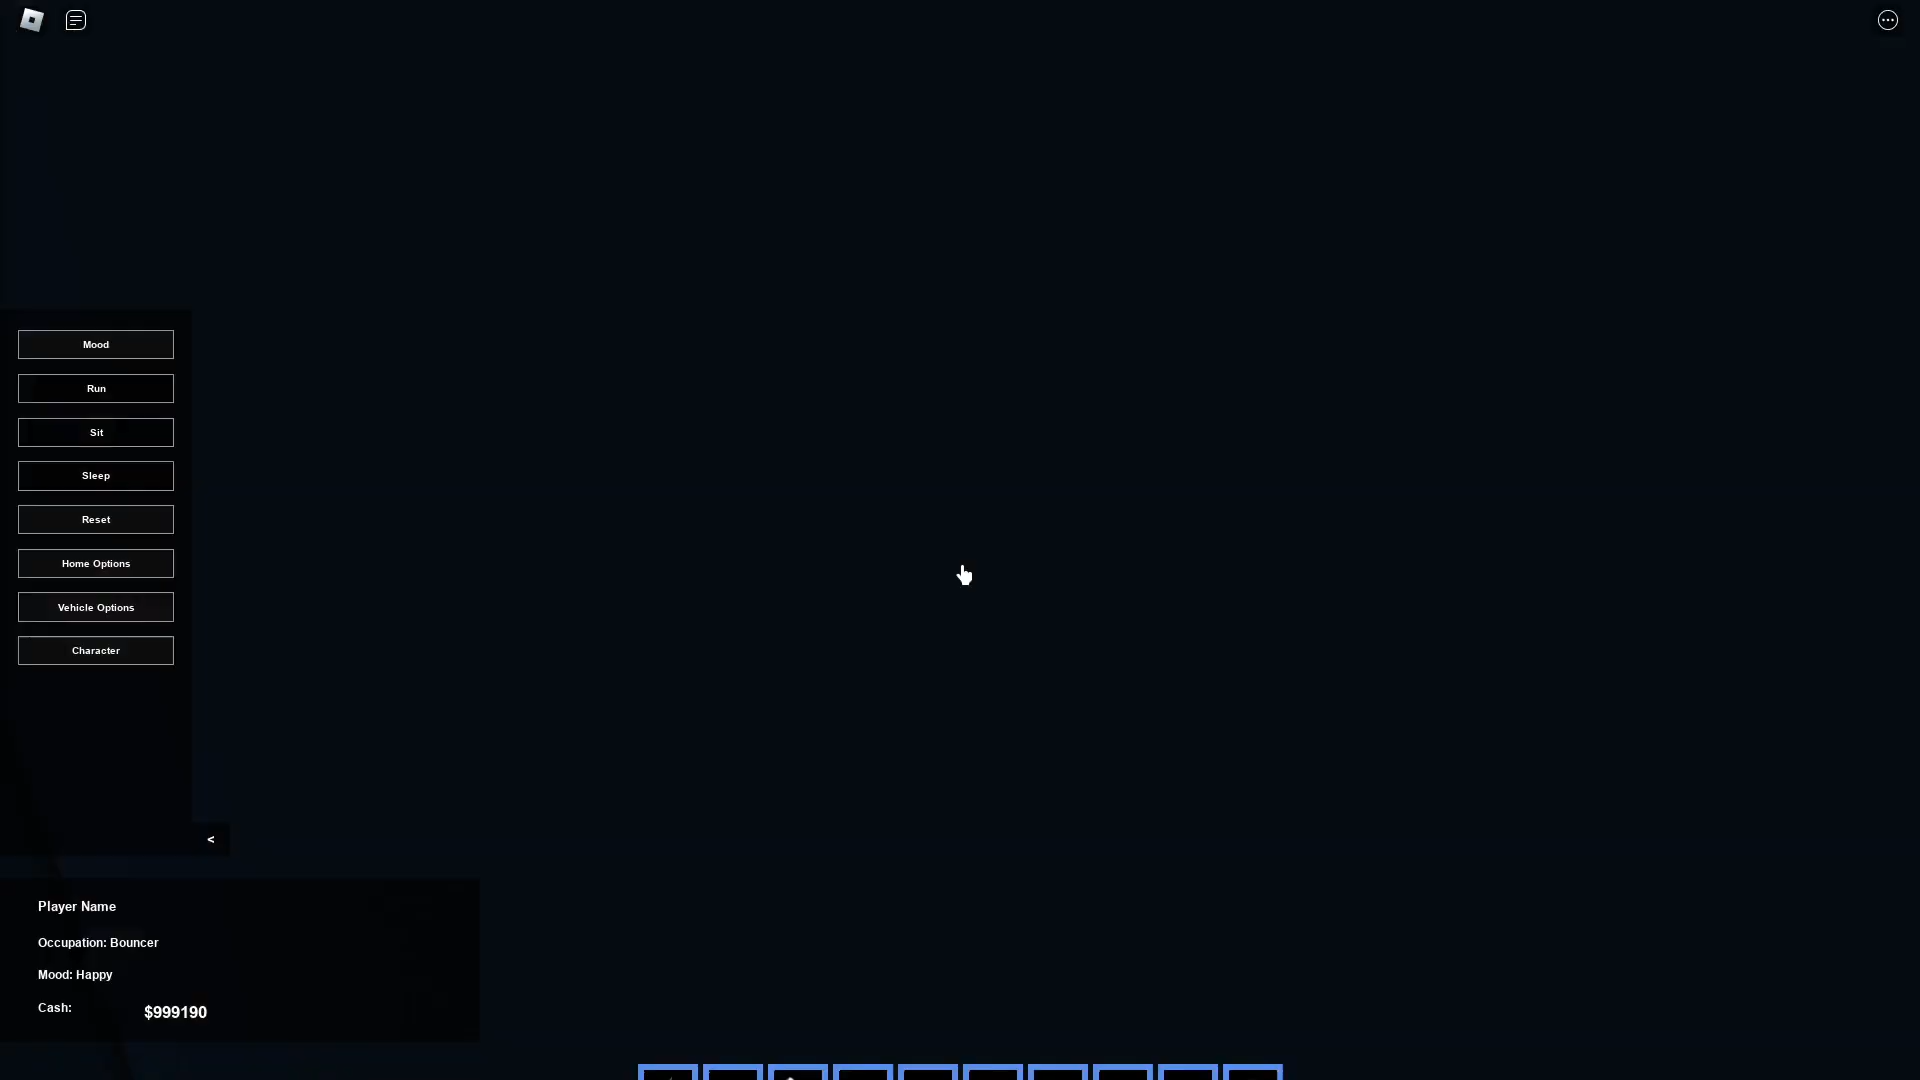 Mood
Run
Sit
Sleep
Reset
Home Options
Vehicle Options
Character
<
Player Name
Occupation: Bouncer
Mood: Happy
Cash: $999190